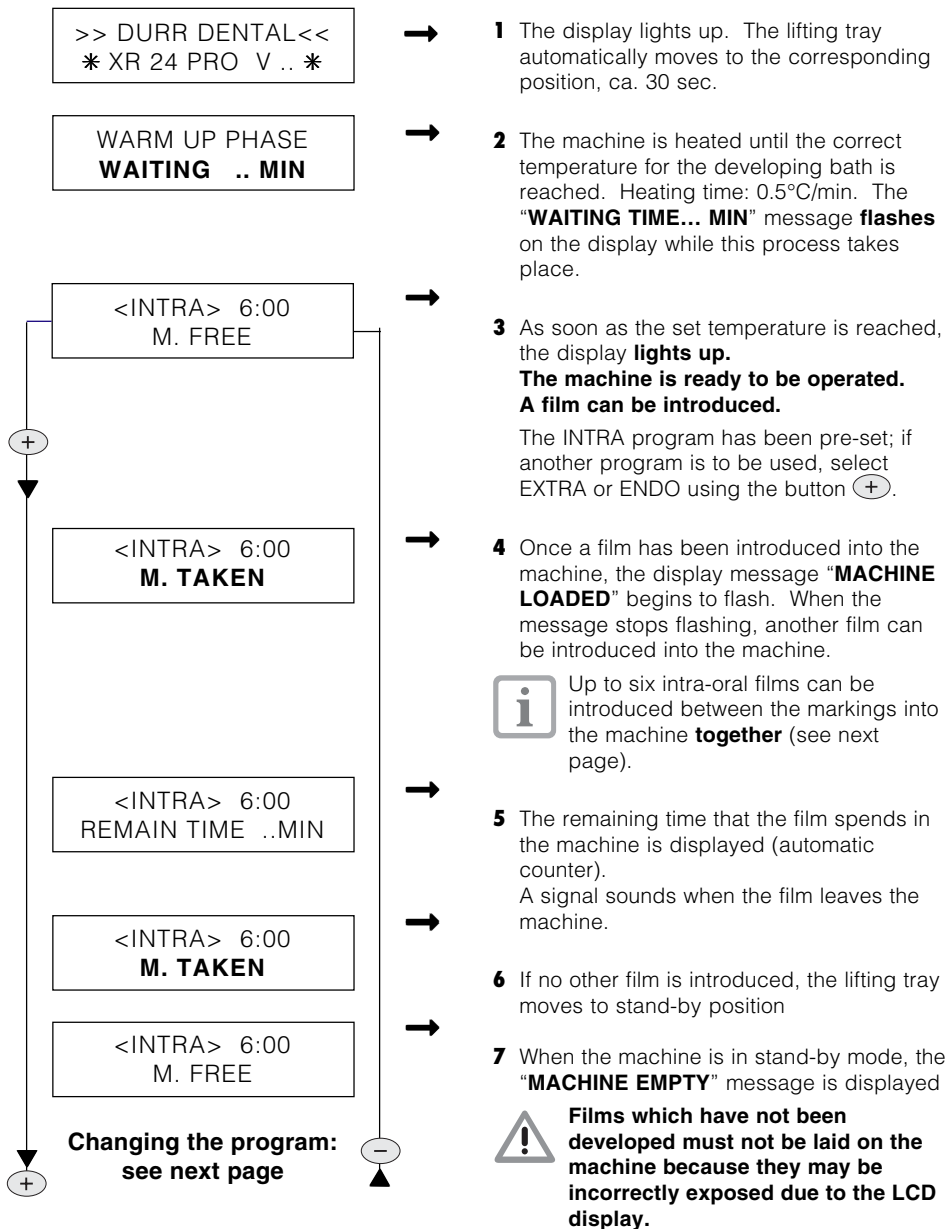 >> DURR DENTAL<<
✱ XR 24 PRO V .. ✱
1 The display lights up. The lifting tray
automatically moves to the corresponding
position, ca. 30 sec.
WARM UP PHASE
WAITING .. MIN
2 The machine is heated until the correct
temperature for the developing bath is
reached. Heating time: 0.5°C/min. The
“WAITING TIME... MIN” message flashes
on the display while this process takes
place.
<INTRA> 6:00
M. FREE
3 As soon as the set temperature is reached,
the display lights up.
The machine is ready to be operated.
A film can be introduced.
The INTRA program has been pre-set; if
another program is to be used, select
EXTRA or ENDO using the button +.
+
<INTRA> 6:00
M. TAKEN
4 Once a film has been introduced into the
machine, the display message “MACHINE
LOADED” begins to flash. When the
message stops flashing, another film can
be introduced into the machine.
i
Up to six intra-oral films can be
introduced between the markings into
the machine together (see next
page).
<INTRA> 6:00
REMAIN TIME ..MIN
5 The remaining time that the film spends in
the machine is displayed (automatic
counter).
A signal sounds when the film leaves the
machine.
<INTRA> 6:00
M. TAKEN
6 If no other film is introduced, the lifting tray
moves to stand-by position
<INTRA> 6:00
M. FREE
7 When the machine is in stand-by mode, the
“MACHINE EMPTY” message is displayed
!
Films which have not been
developed must not be laid on the
machine because they may be
incorrectly exposed due to the LCD
display.
Changing the program:
see next page
+
−